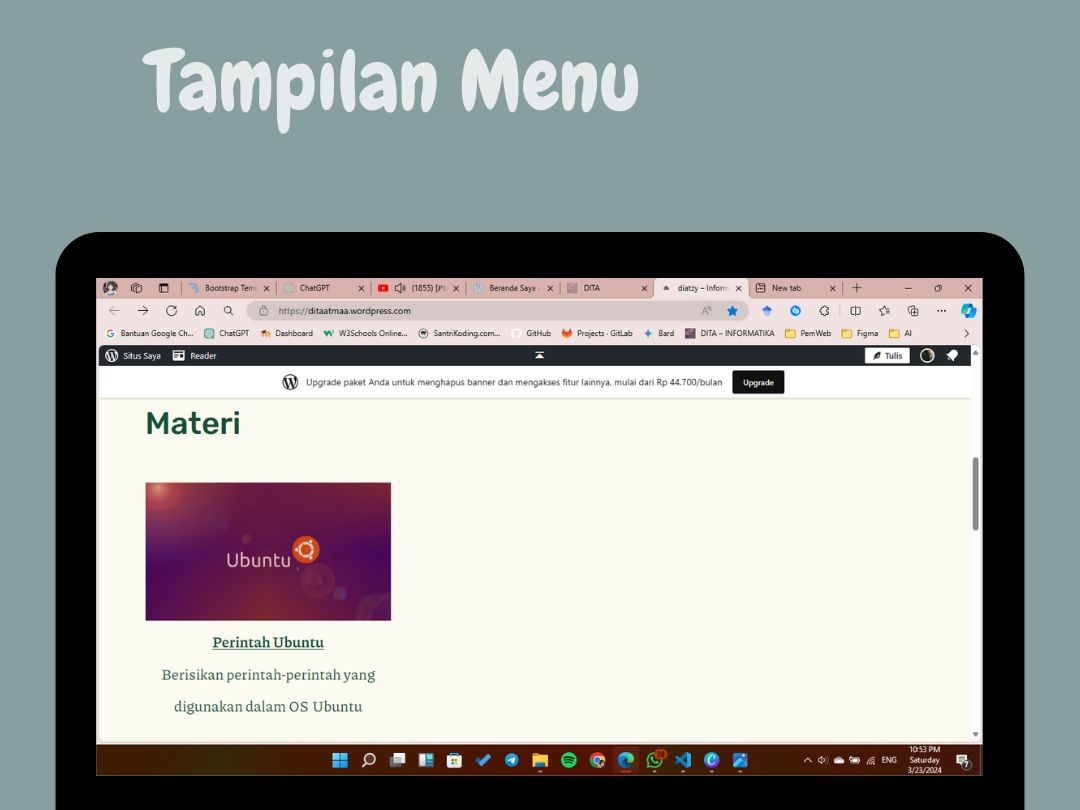 Tampilan Menu
Bootstrap Temp
ChatGPT
(1855)
Beranda Saya
DITA
diatzy – Inform
New tab
https://ditaatmaa.wordpress.com
Bantuan Google Ch...
ChatGPT
Dashboard
W3Schools Online...
SantriKoding.com...
GitHub
Projects · GitLab
Bard
DITA – INFORMATIKA
PemWeb
Figma
AI
Situs Saya
Reader
Tulis
Upgrade paket Anda untuk menghapus banner dan mengakses fitur lainnya, mulai dari Rp 44.700/bulan
Upgrade
Materi
Ubuntu
Perintah Ubuntu
Berisikan perintah-perintah yang
digunakan dalam OS Ubuntu
ENG
10:53 PM
Saturday
3/23/2024